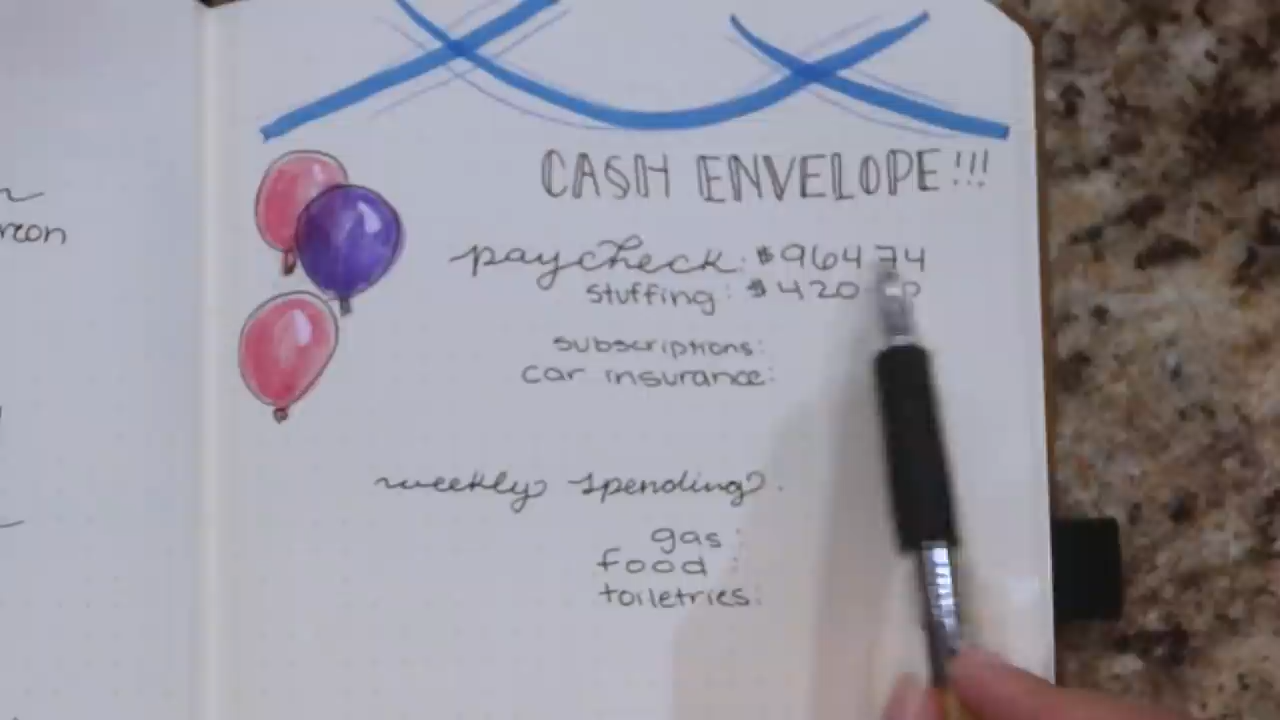 CASH ENVELOPE!!!
paycheck: $964.74
stuffing: $420
subscriptions:
car insurance:
weekly spending:
gas:
food:
toiletries: